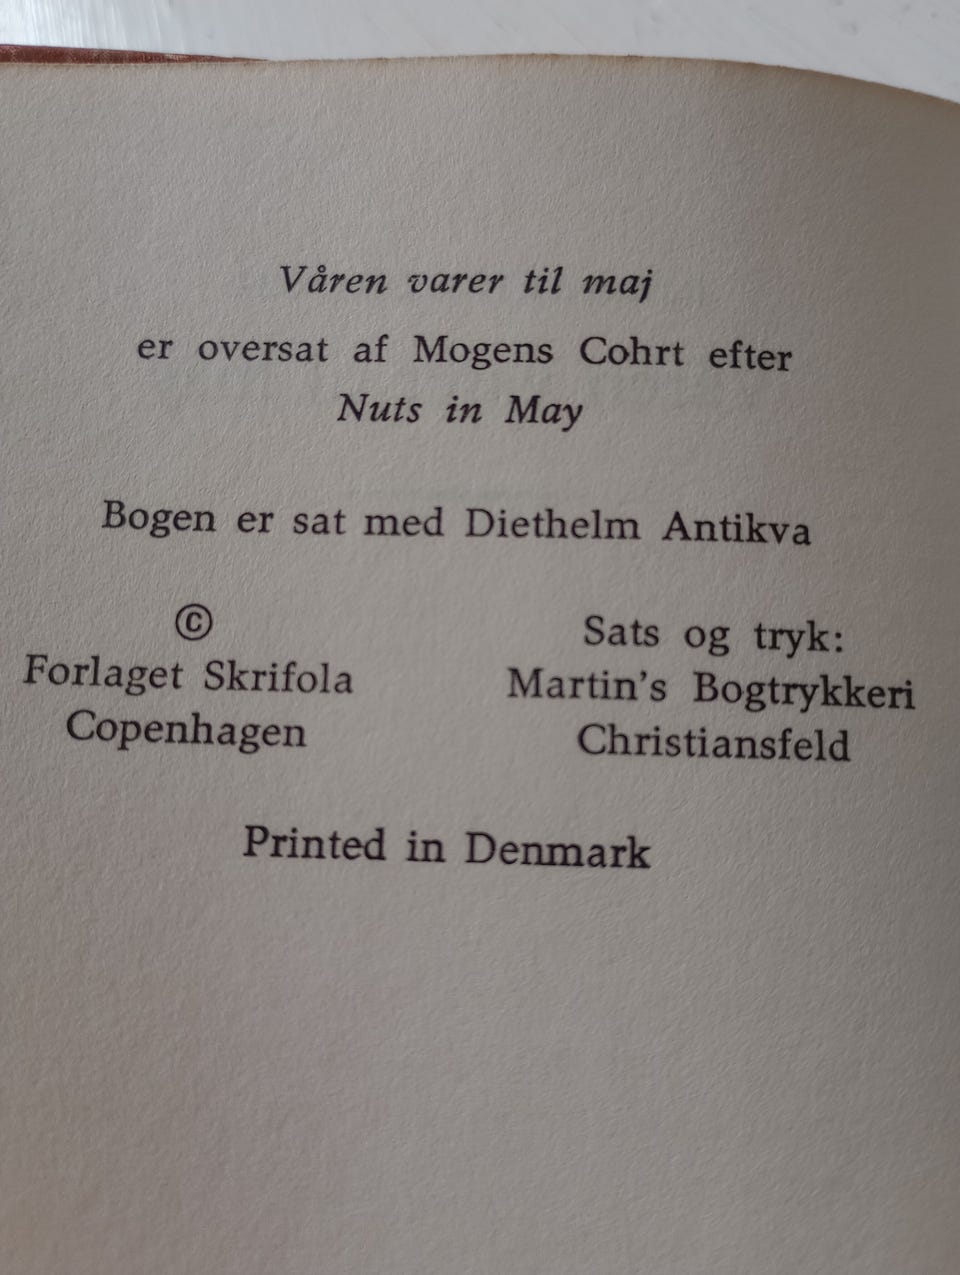 Våren varer til maj
er oversat af Mogens Cohrt efter
Nuts in May
Bogen er sat med Diethelm Antikva
©
Forlaget Skrifola
Copenhagen
Sats og tryk:
Martin's Bogtrykkeri
Christiansfeld
Printed in Denmark